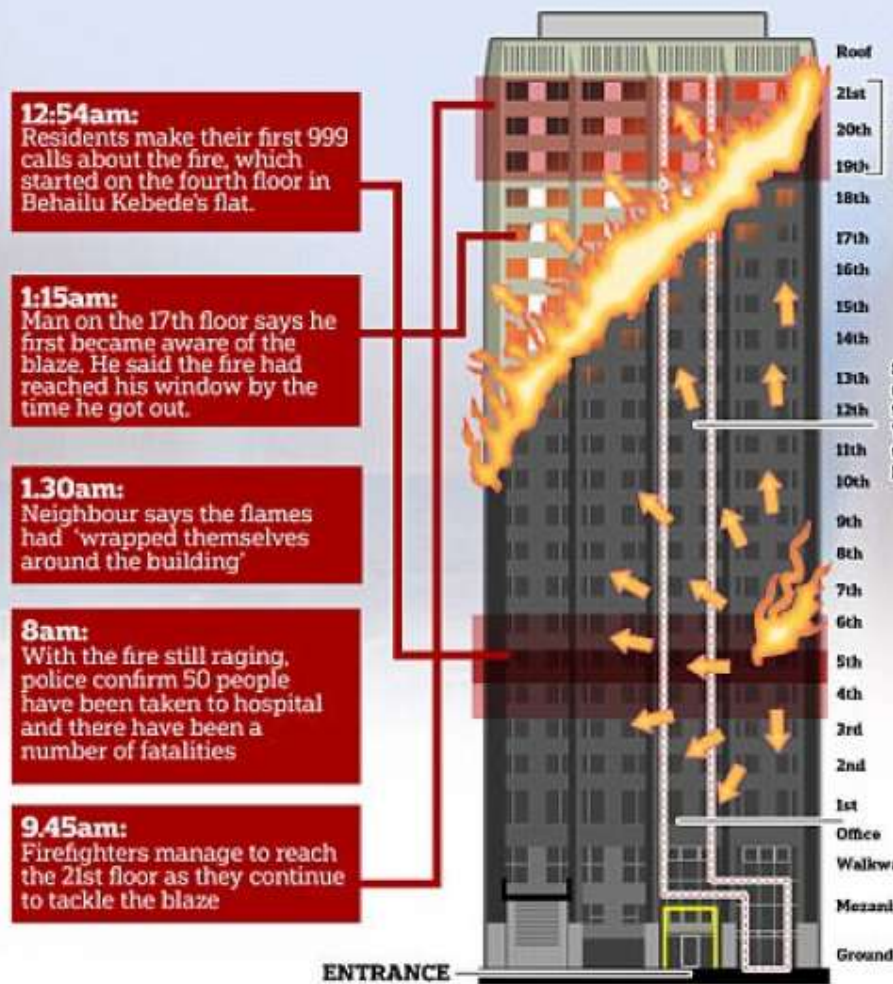 12:54am:
Residents make their first 999
calls about the fire, which
started on the fourth floor in
Behailu Kebede's flat.
1:15am:
Man on the 17th floor says he
first became aware of the
blaze. He said the fire had
reached his window by the
time he got out.
1.30am:
Neighbour says the flames
had 'wrapped themselves
around the building'
8am:
With the fire still raging,
police confirm 50 people
have been taken to hospital
and there have been a
number of fatalities
9.45am:
Firefighters manage to reach
the 21st floor as they continue
to tackle the blaze
Roof
21st
20th
19th
18th
17th
16th
15th
14th
13th
12th
11th
10th
9th
8th
7th
6th
5th
4th
3rd
2nd
1st
Office
Walkwa
Mezani
Ground
ENTRANCE